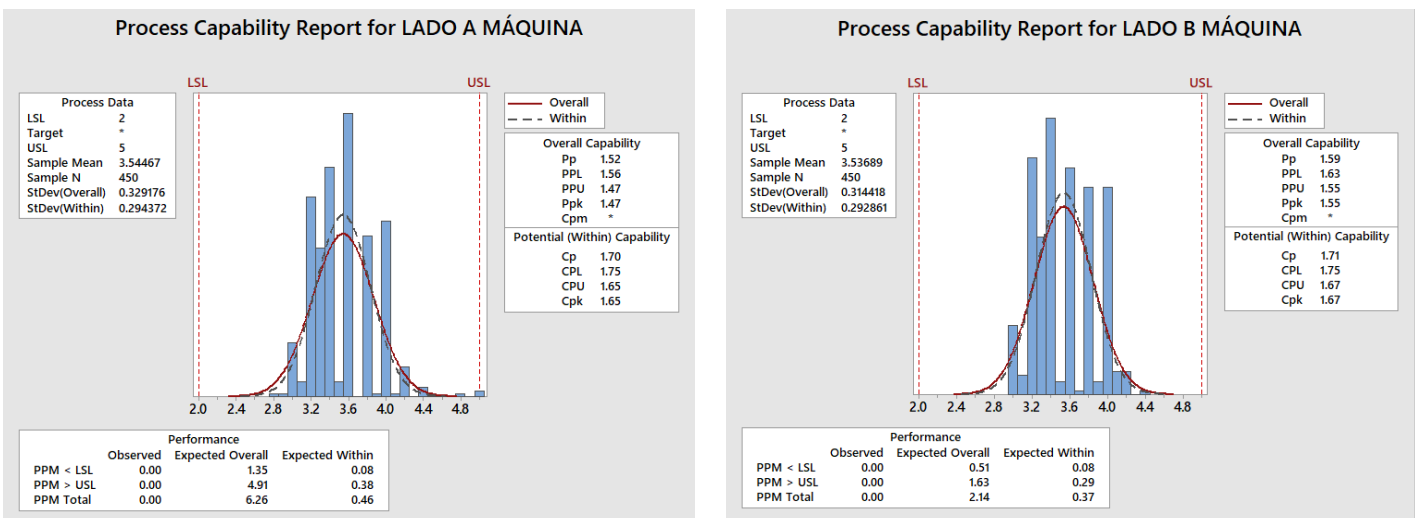 Process Capability Report for LADO A MÁQUINA
LSL USL
Process Data
LSL 2
Target *
USL 5
Sample Mean 3.54467
Sample N 450
StDev(Overall) 0.329176
StDev(Within) 0.294372
Overall
Within
Overall Capability
Pp 1.52
PPL 1.56
PPU 1.47
Ppk 1.47
Cpm *
Potential (Within) Capability
Cp 1.70
CPL 1.75
CPU 1.65
Cpk 1.65
2.0 2.4 2.8 3.2 3.6 4.0 4.4 4.8
Performance
Observed Expected Overall Expected Within
PPM < LSL 0.00 1.35 0.08
PPM > USL 0.00 4.91 0.38
PPM Total 0.00 6.26 0.46
Process Capability Report for LADO B MÁQUINA
LSL USL
Process Data
LSL 2
Target *
USL 5
Sample Mean 3.53689
Sample N 450
StDev(Overall) 0.314418
StDev(Within) 0.292861
Overall
Within
Overall Capability
Pp 1.59
PPL 1.63
PPU 1.55
Ppk 1.55
Cpm *
Potential (Within) Capability
Cp 1.71
CPL 1.75
CPU 1.67
Cpk 1.67
2.0 2.4 2.8 3.2 3.6 4.0 4.4 4.8
Performance
Observed Expected Overall Expected Within
PPM < LSL 0.00 0.51 0.08
PPM > USL 0.00 1.63 0.29
PPM Total 0.00 2.14 0.37